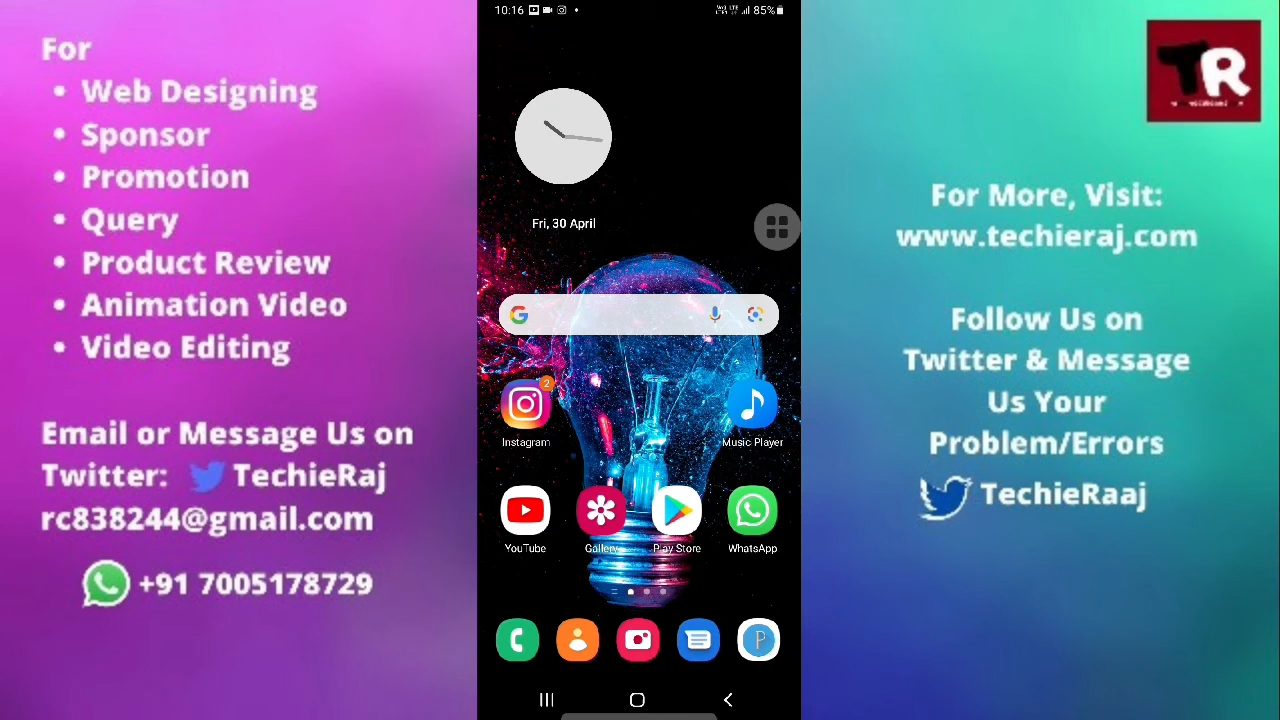 For
• Web Designing
• Sponsor
• Promotion
• Query
• Product Review
• Animation Video
• Video Editing
Email or Message Us on
Twitter: TechieRaj
rc838244@gmail.com
+91 7005178729
10:16
85%
Fri, 30 April
2
Instagram
Music Player
YouTube
Gallery
Play Store
WhatsApp
P
TR
For More, Visit:
www.techieraj.com
Follow Us on
Twitter & Message
Us Your
Problem/Errors
TechieRaaj